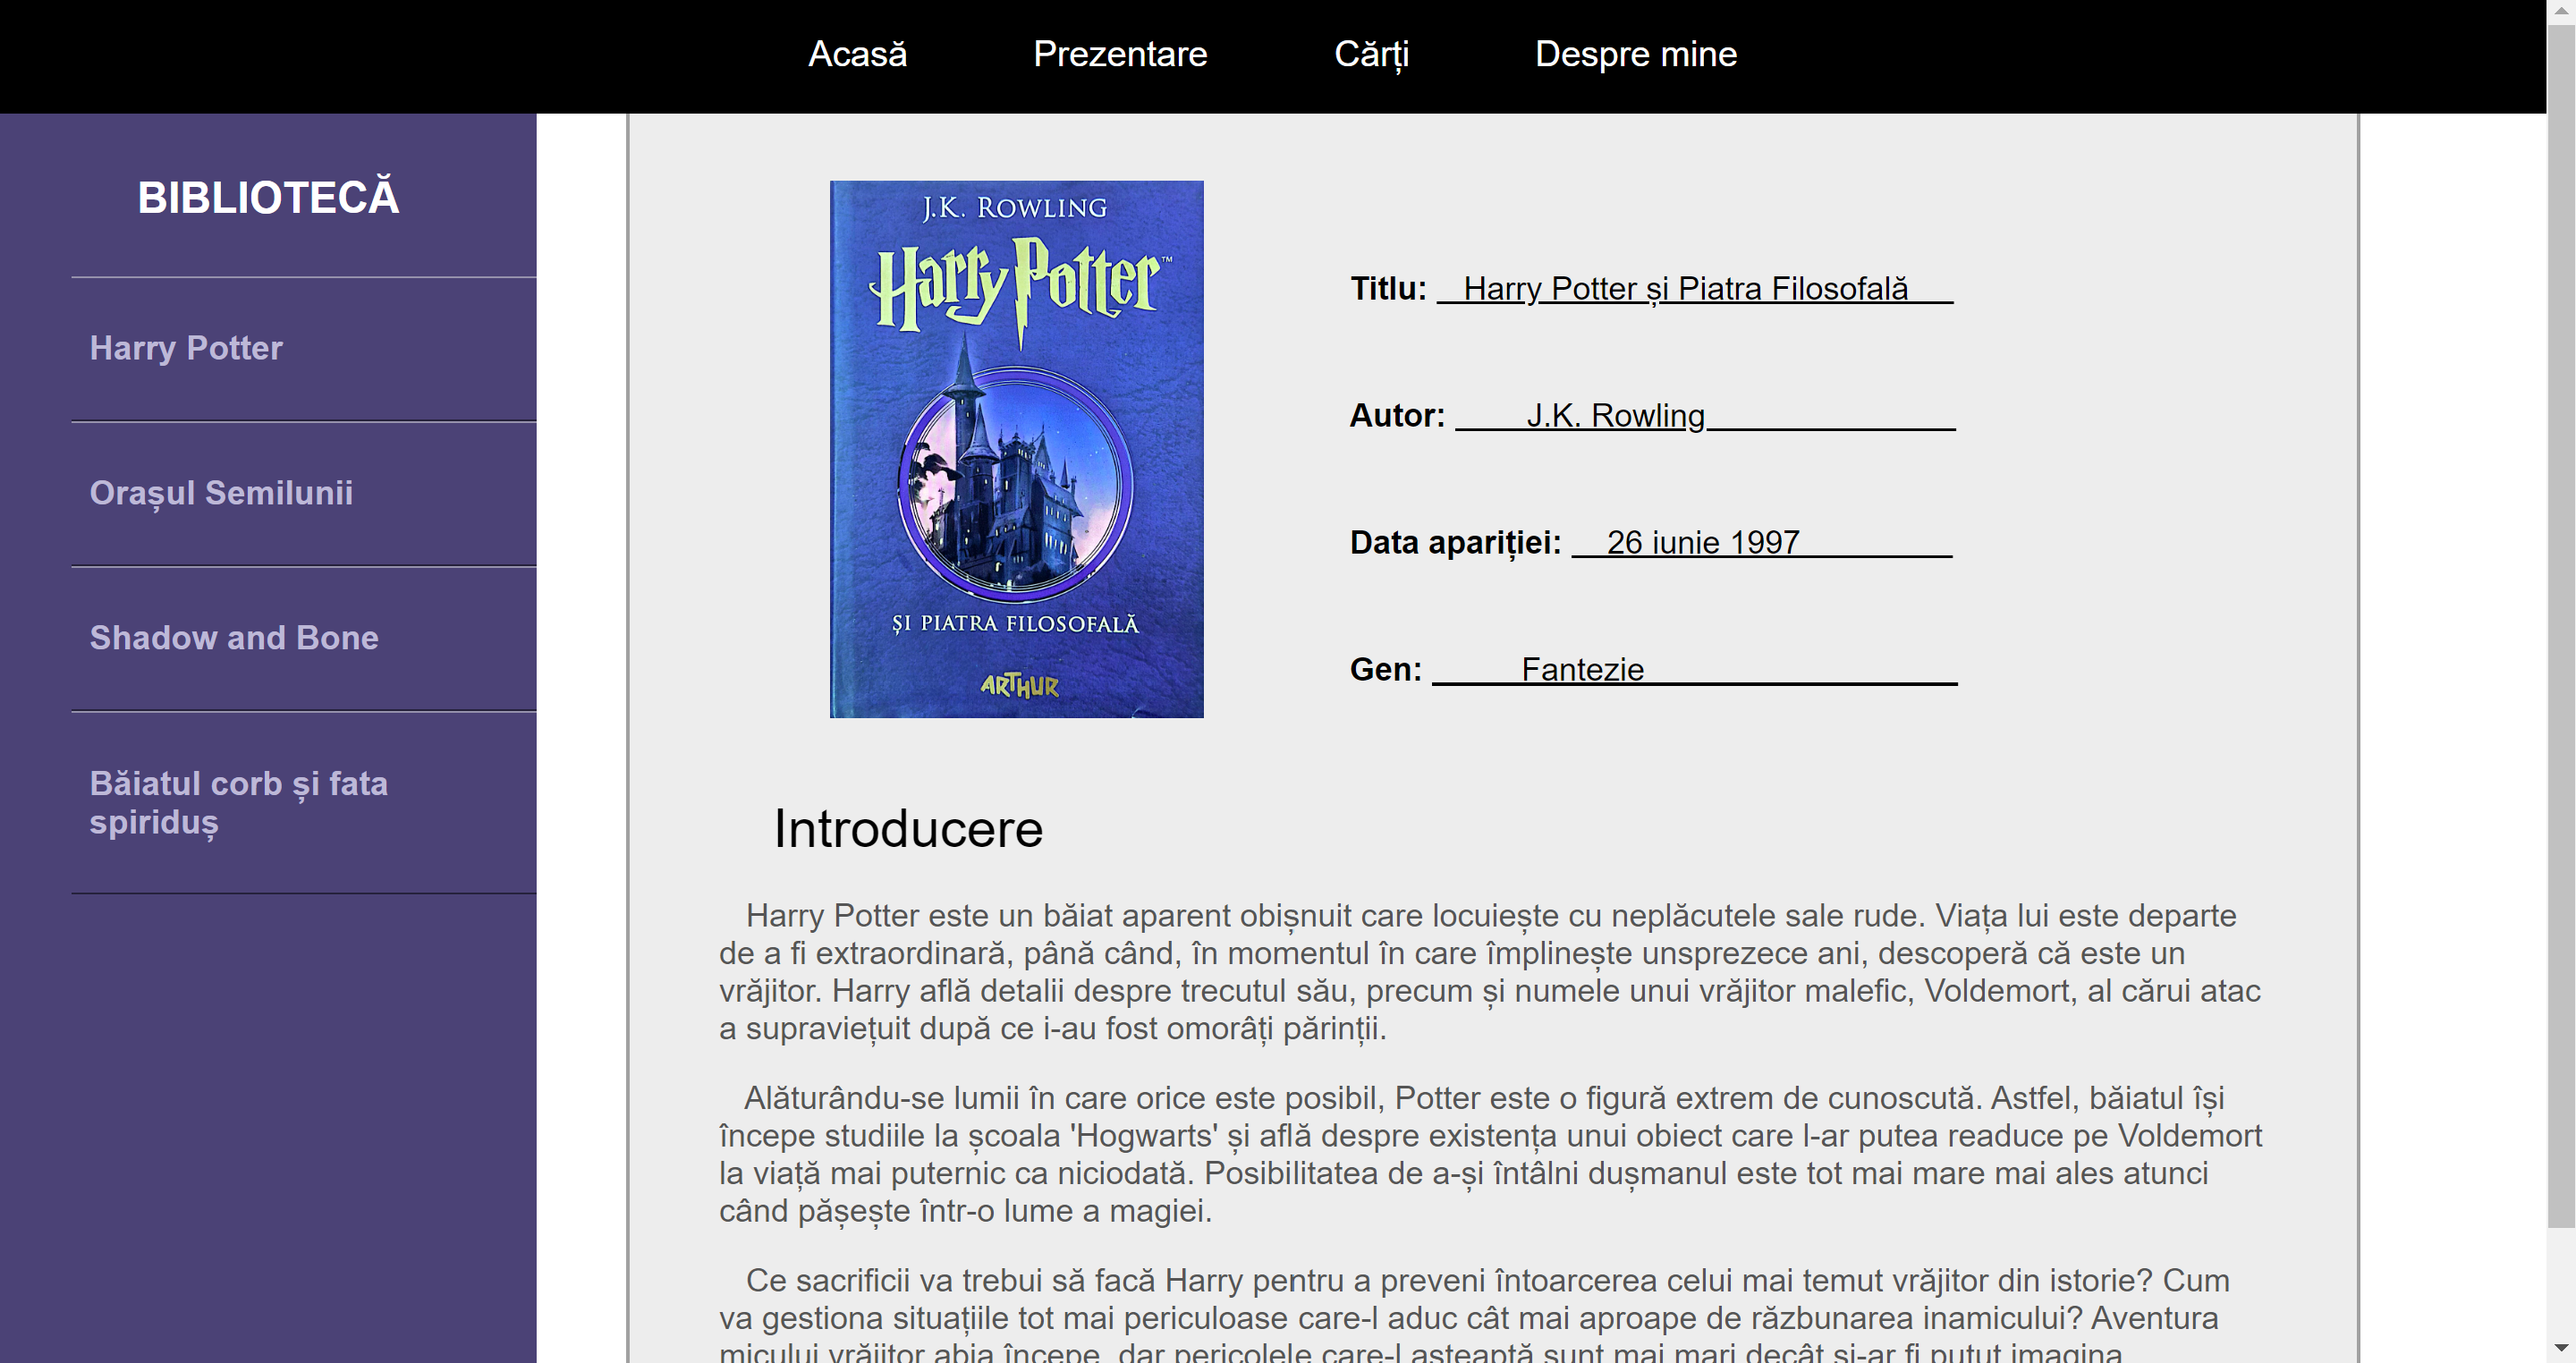 Acasă Prezentare Cărți Despre mine
BIBLIOTECĂ
Harry Potter
Orașul Semilunii
Shadow and Bone
Băiatul corb și fata
spiriduș
J.K. ROWLING
Harry Potter™
ȘI PIATRA FILOSOFALĂ
ARTHUR
Titlu: Harry Potter și Piatra Filosofală
Autor: J.K. Rowling
Data apariției: 26 iunie 1997
Gen: Fantezie
Introducere
Harry Potter este un băiat aparent obișnuit care locuiește cu neplăcutele sale rude. Viața lui este departe
de a fi extraordinară, până când, în momentul în care împlinește unsprezece ani, descoperă că este un
vrăjitor. Harry află detalii despre trecutul său, precum și numele unui vrăjitor malefic, Voldemort, al cărui atac
a supraviețuit după ce i-au fost omorâți părinții.
Alăturându-se lumii în care orice este posibil, Potter este o figură extrem de cunoscută. Astfel, băiatul își
începe studiile la școala 'Hogwarts' și află despre existența unui obiect care l-ar putea readuce pe Voldemort
la viață mai puternic ca niciodată. Posibilitatea de a-și întâlni dușmanul este tot mai mare mai ales atunci
când pășește într-o lume a magiei.
Ce sacrificii va trebui să facă Harry pentru a preveni întoarcerea celui mai temut vrăjitor din istorie? Cum
va gestiona situațiile tot mai periculoase care-l aduc cât mai aproape de răzbunarea inamicului? Aventura
micului vrăjitor abia începe, dar pericolele care-l așteaptă sunt mai mari decât și-ar fi putut imagina.